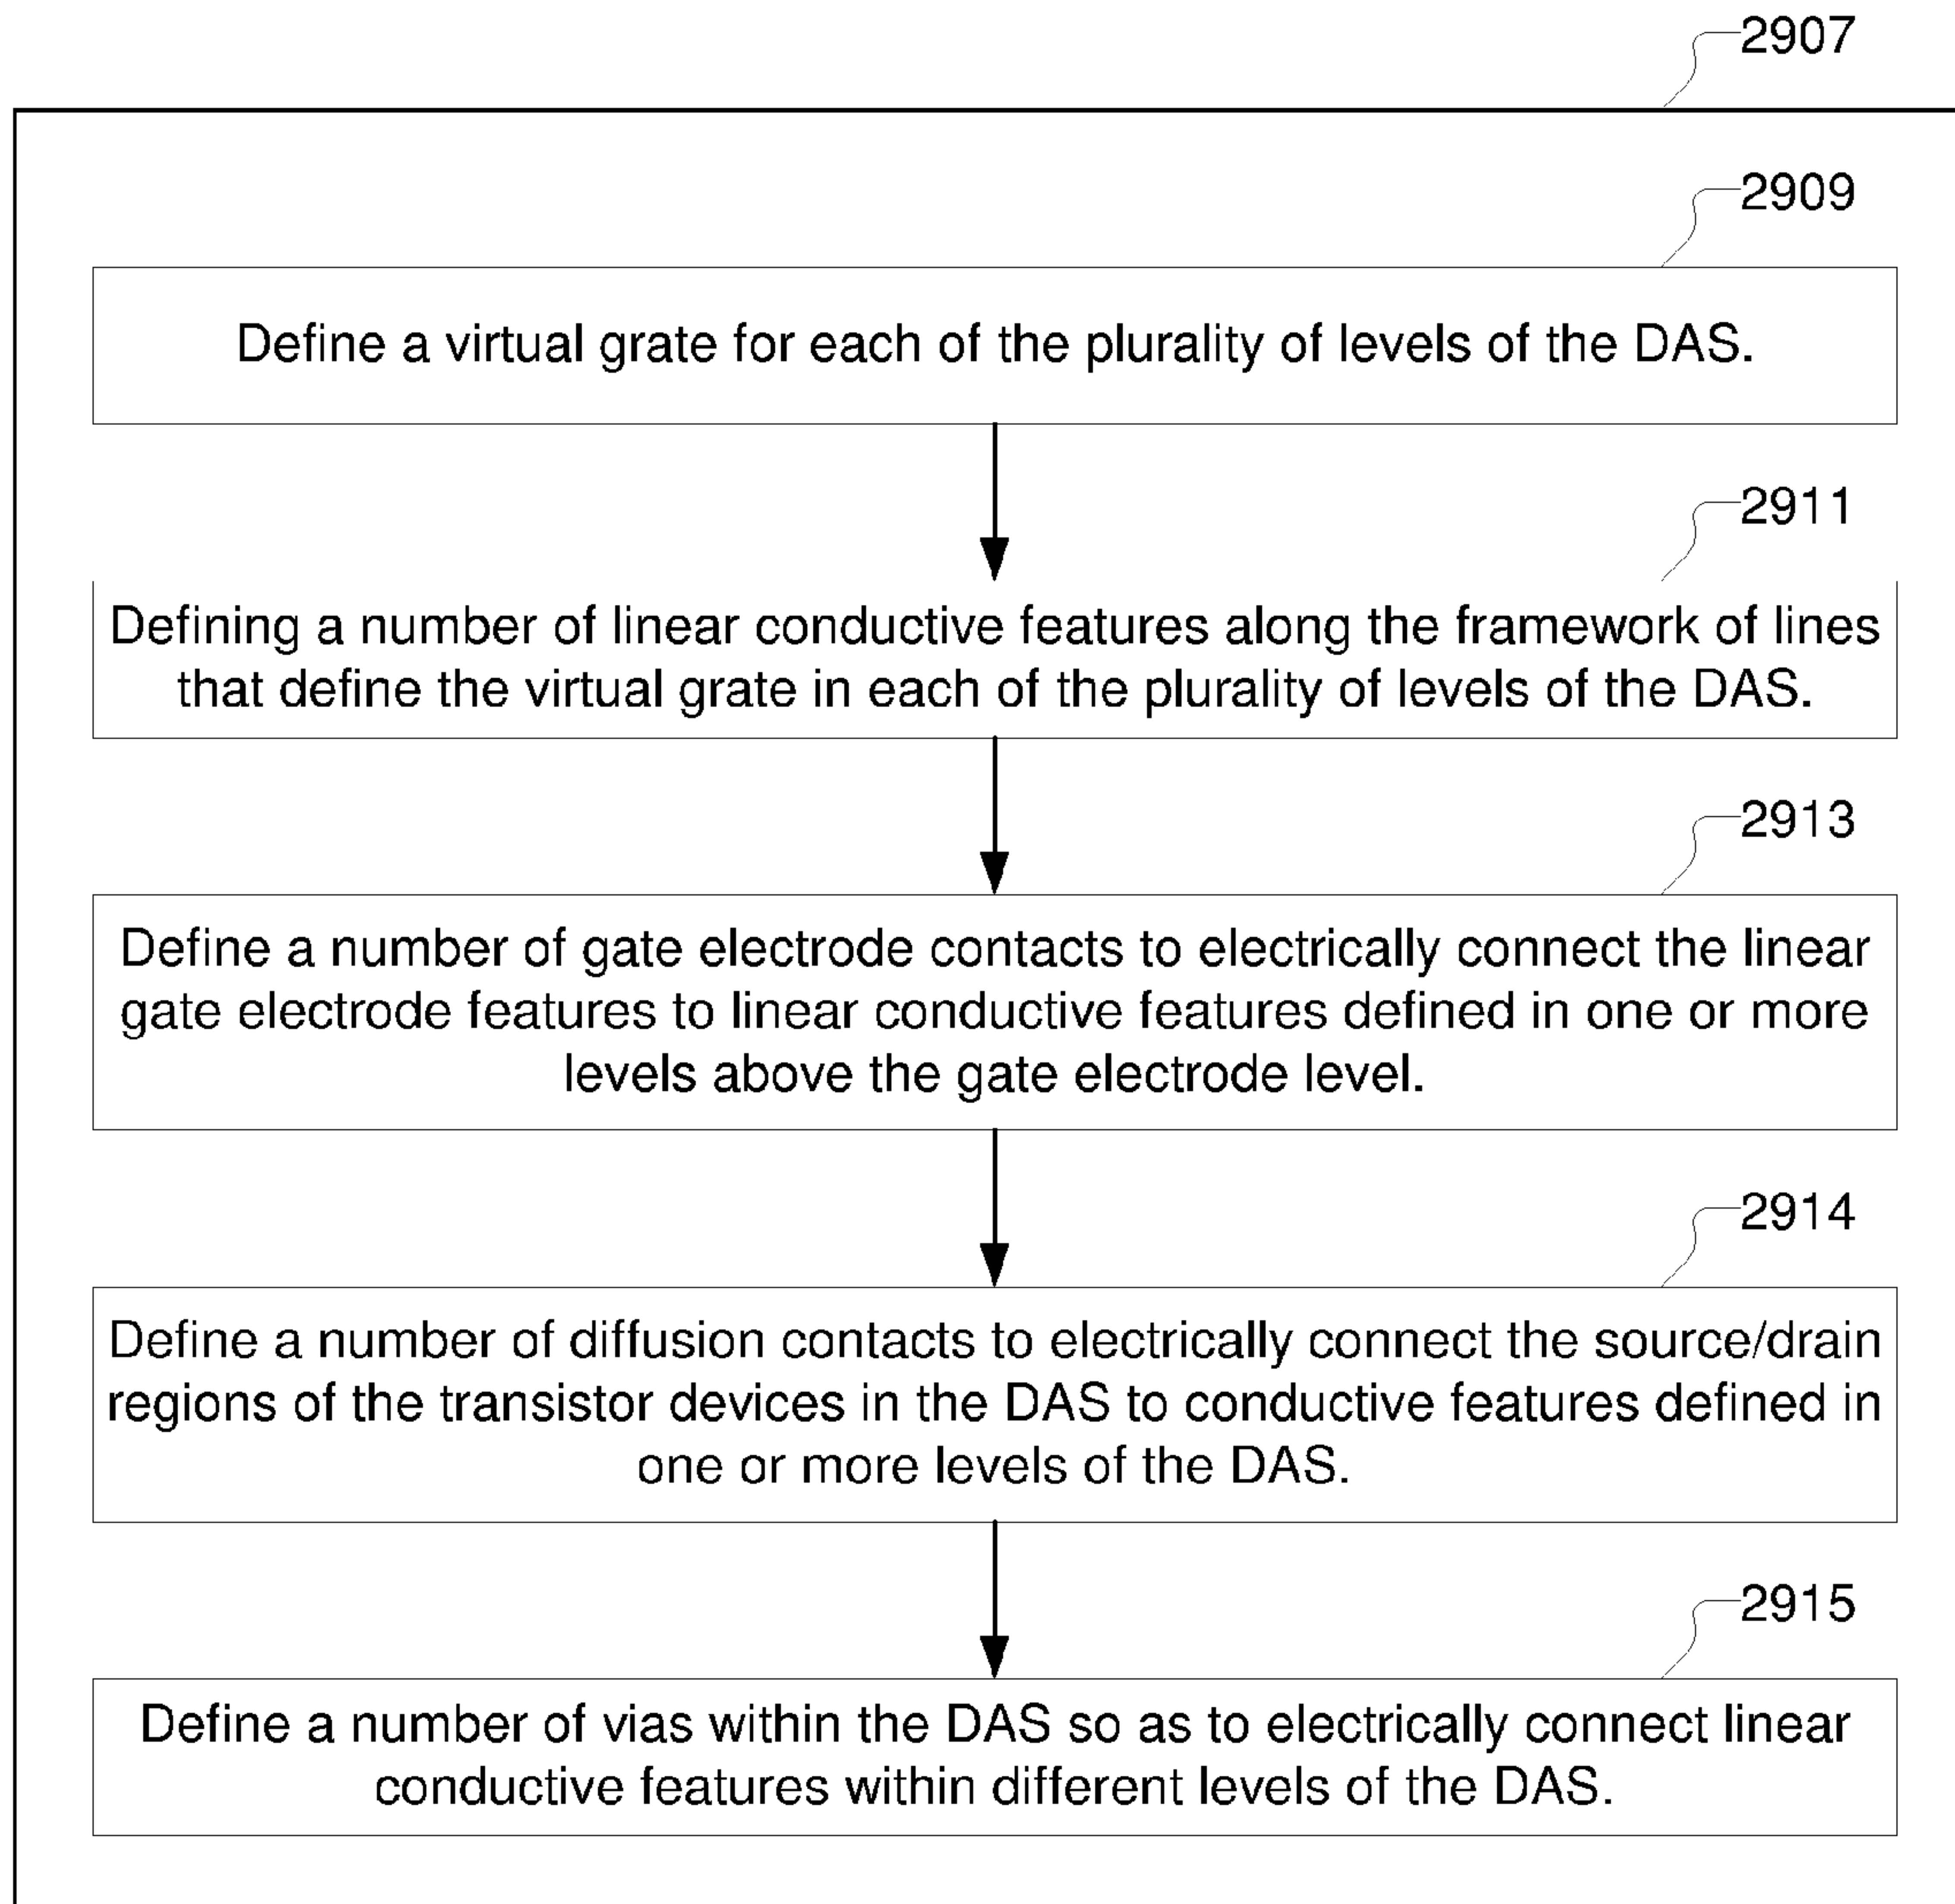 2907
2909
Define a virtual grate for each of the plurality of levels of the DAS.
2911
Defining a number of linear conductive features along the framework of lines
that define the virtual grate in each of the plurality of levels of the DAS.
2913
Define a number of gate electrode contacts to electrically connect the linear
gate electrode features to linear conductive features defined in one or more
levels above the gate electrode level.
2914
Define a number of diffusion contacts to electrically connect the source/drain
regions of the transistor devices in the DAS to conductive features defined in
one or more levels of the DAS.
2915
Define a number of vias within the DAS so as to electrically connect linear
conductive features within different levels of the DAS.